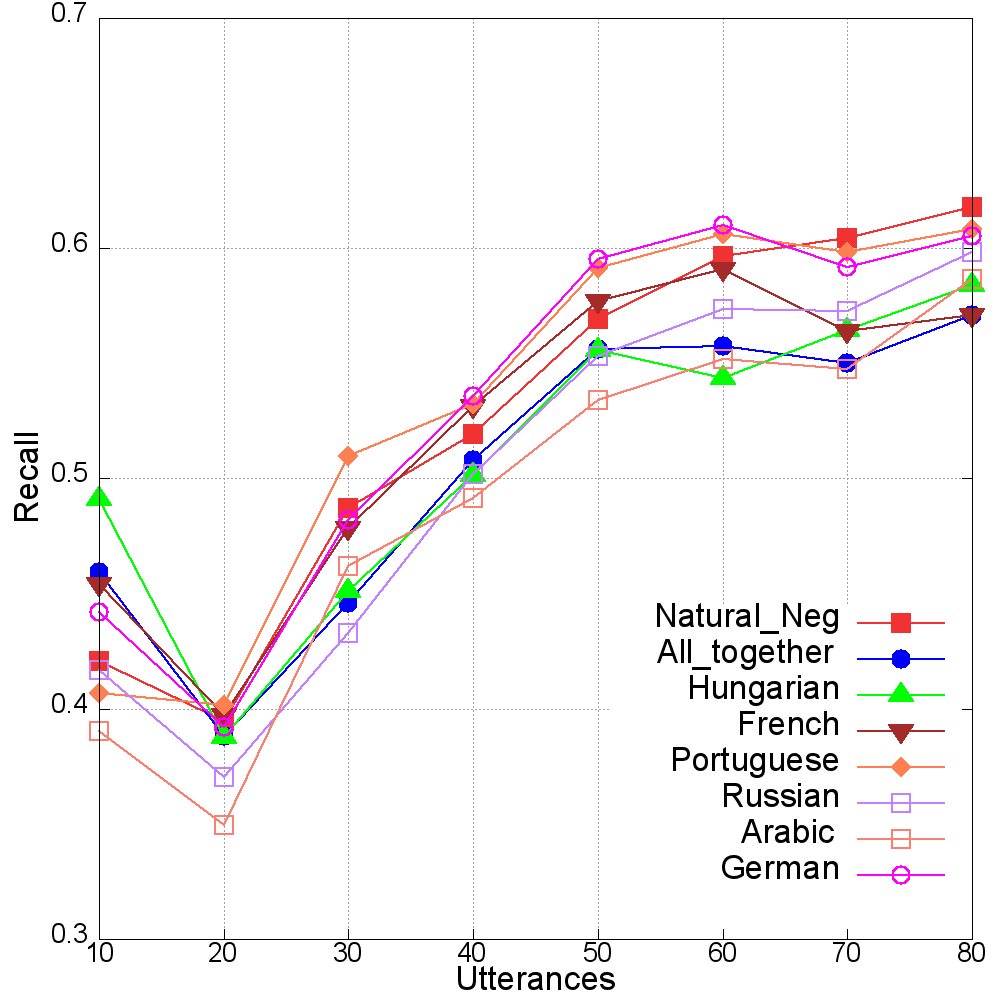 0.7
0.6
0.5
0.4
0.3
Recall
Natural_Neg
All_together
Hungarian
French
Portuguese
Russian
Arabic
German
10 20 30 40 50 60 70 80
Utterances